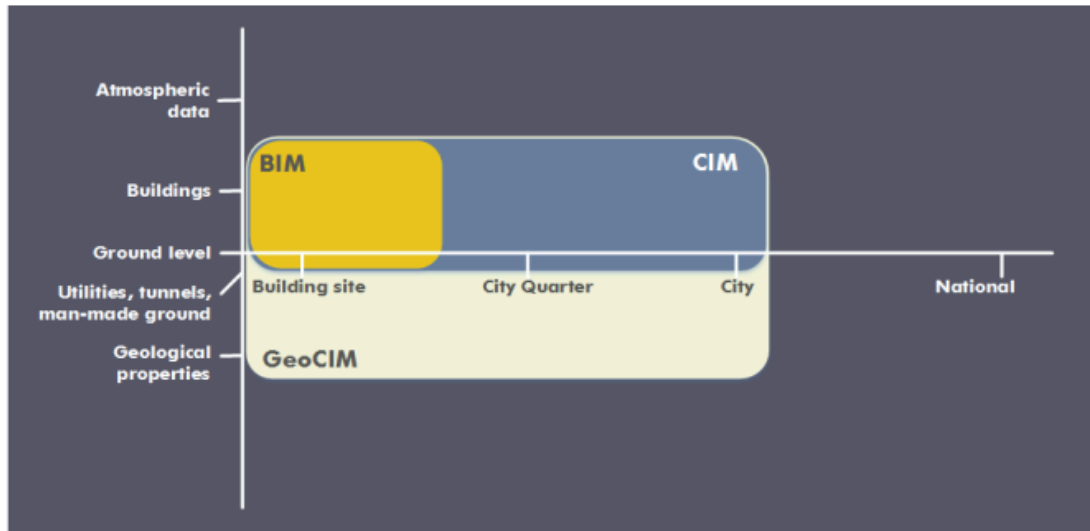 Atmospheric
data
BIM
CIM
Buildings
Ground level
Utilities, tunnels,
man-made ground
Building site
City Quarter
City
National
Geological
properties
GeoCIM